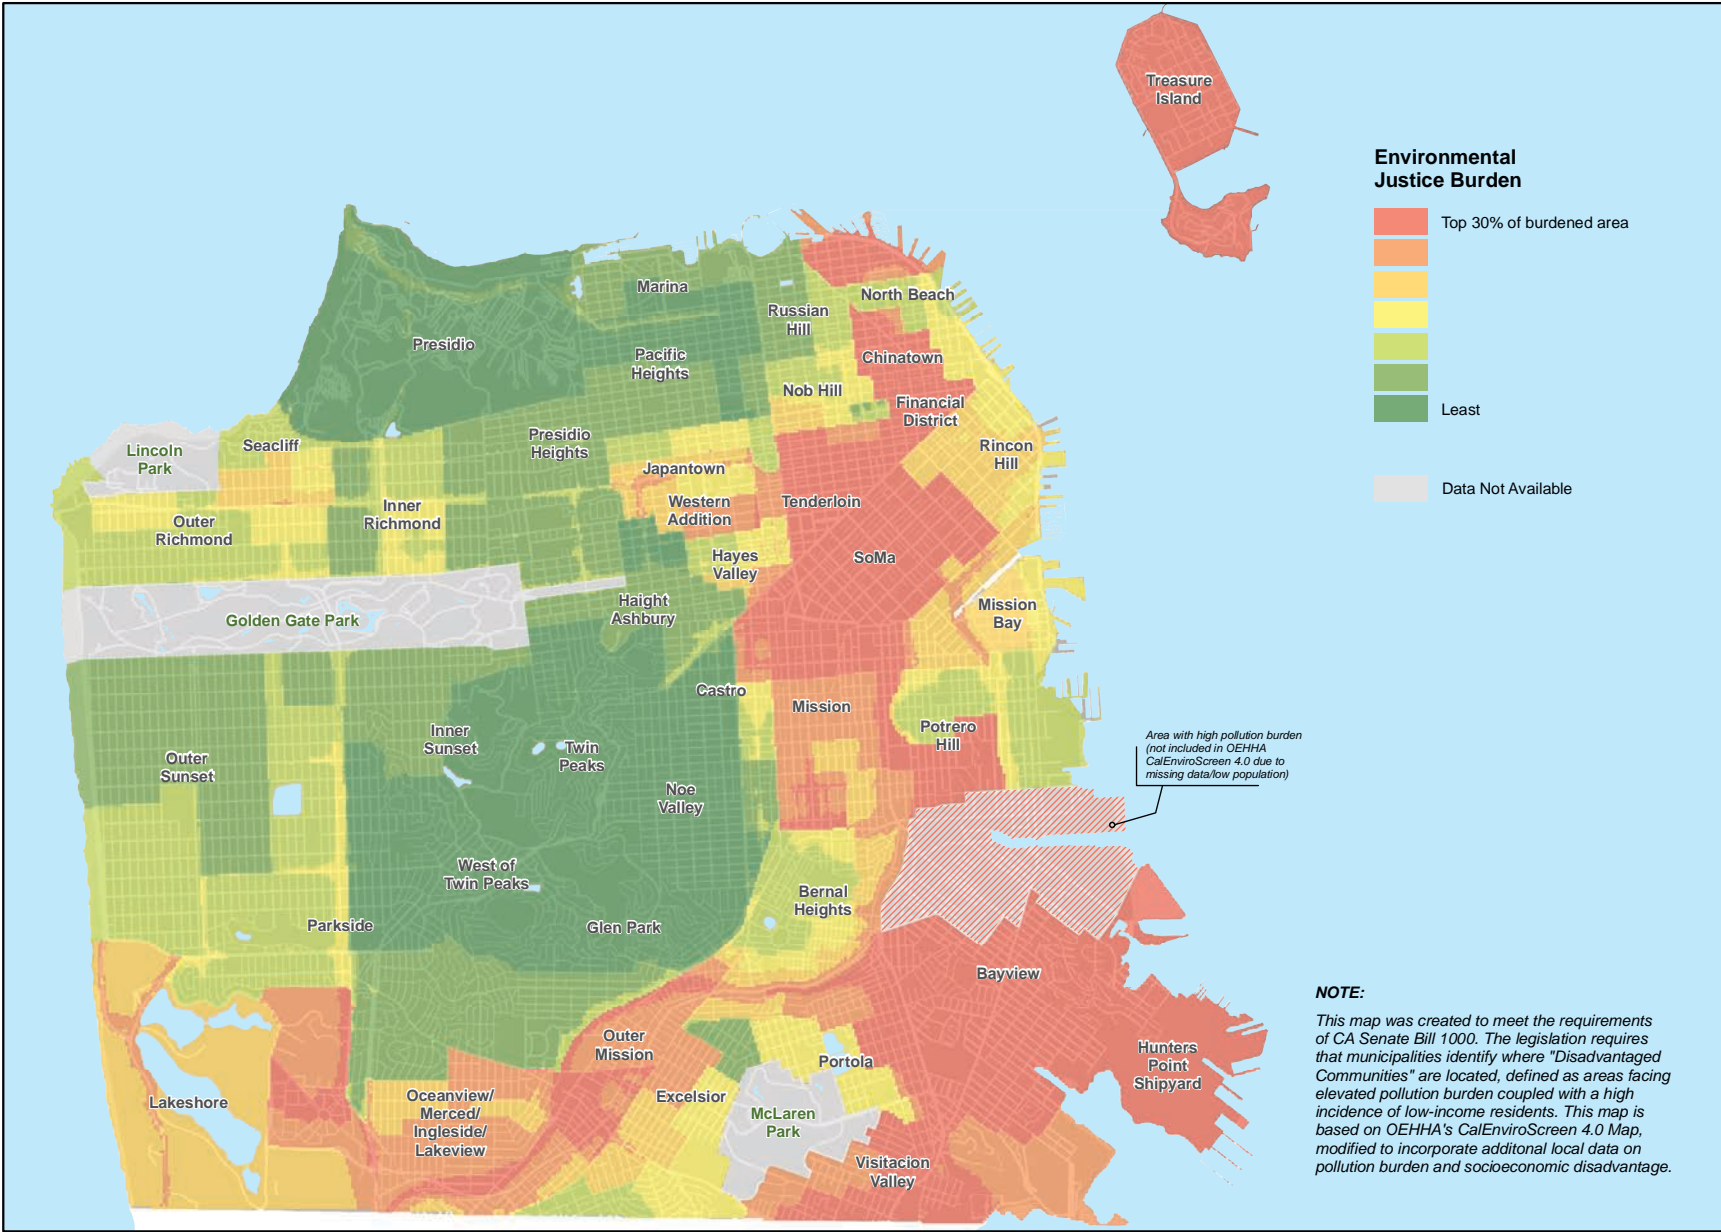 Treasure
Island
Environmental
Justice Burden
Top 30% of burdened area
Least
Data Not Available
Marina
North Beach
Russian
Hill
Presidio
Pacific
Heights
Chinatown
Nob Hill
Financial
District
Lincoln
Park
Seacliff
Presidio
Heights
Rincon
Hill
Japantown
Western
Addition
Tenderloin
Outer
Richmond
Inner
Richmond
Hayes
Valley
SoMa
Golden Gate Park
Haight
Ashbury
Mission
Bay
Castro
Mission
Potrero
Hill
Inner
Sunset
Twin
Peaks
Outer
Sunset
Noe
Valley
Area with high pollution burden
(not included in OEHHA
CalEnviroScreen 4.0 due to
missing data/low population)
West of
Twin Peaks
Bernal
Heights
Parkside
Glen Park
Bayview
Outer
Mission
Portola
Hunters
Point
Shipyard
Lakeshore
Oceanview/
Merced/
Ingleside/
Lakeview
Excelsior
McLaren
Park
Visitacion
Valley
NOTE:
This map was created to meet the requirements
of CA Senate Bill 1000. The legislation requires
that municipalities identify where "Disadvantaged
Communities" are located, defined as areas facing
elevated pollution burden coupled with a high
incidence of low-income residents. This map is
based on OEHHA's CalEnviroScreen 4.0 Map,
modified to incorporate additonal local data on
pollution burden and socioeconomic disadvantage.